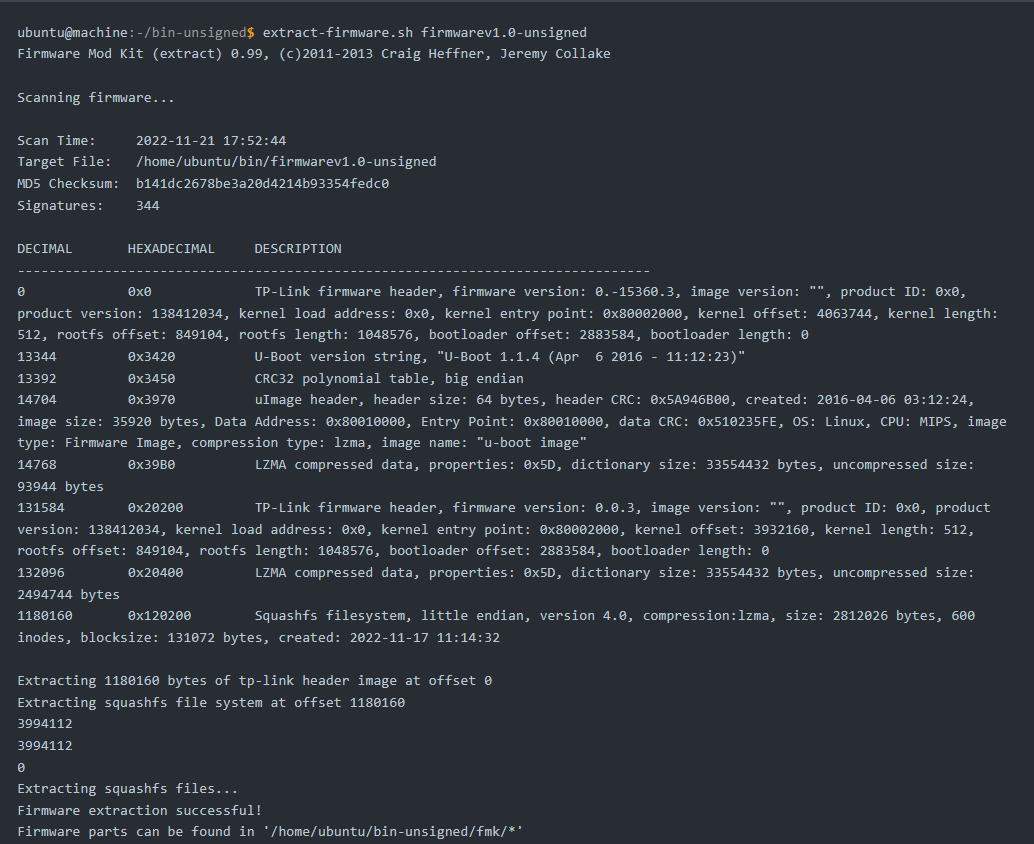 ubuntu@machine:~/bin-unsigned$ extract-firmware.sh firmwarev1.0-unsigned
Firmware Mod Kit (extract) 0.99, (c)2011-2013 Craig Heffner, Jeremy Collake
Scanning firmware...
Scan Time:     2022-11-21 17:52:44
Target File:   /home/ubuntu/bin/firmwarev1.0-unsigned
MD5 Checksum:  b141dc2678be3a20d4214b93354fedc0
Signatures:    344
DECIMAL       HEXADECIMAL     DESCRIPTION
--------------------------------------------------------------------------------
0             0x0             TP-Link firmware header, firmware version: 0.-15360.3, image version: "", product ID: 0x0,
product version: 138412034, kernel load address: 0x0, kernel entry point: 0x80002000, kernel offset: 4063744, kernel length:
512, rootfs offset: 849104, rootfs length: 1048576, bootloader offset: 2883584, bootloader length: 0
13344         0x3420          U-Boot version string, "U-Boot 1.1.4 (Apr  6 2016 - 11:12:23)"
13392         0x3450          CRC32 polynomial table, big endian
14704         0x3970          uImage header, header size: 64 bytes, header CRC: 0x5A946B00, created: 2016-04-06 03:12:24,
image size: 35920 bytes, Data Address: 0x80010000, Entry Point: 0x80010000, data CRC: 0x510235FE, OS: Linux, CPU: MIPS, image
type: Firmware Image, compression type: lzma, image name: "u-boot image"
14768         0x39B0          LZMA compressed data, properties: 0x5D, dictionary size: 33554432 bytes, uncompressed size:
93944 bytes
131584        0x20200         TP-Link firmware header, firmware version: 0.0.3, image version: "", product ID: 0x0, product
version: 138412034, kernel load address: 0x0, kernel entry point: 0x80002000, kernel offset: 3932160, kernel length: 512,
rootfs offset: 849104, rootfs length: 1048576, bootloader offset: 2883584, bootloader length: 0
132096        0x20400         LZMA compressed data, properties: 0x5D, dictionary size: 33554432 bytes, uncompressed size:
2494744 bytes
1180160       0x120200        Squashfs filesystem, little endian, version 4.0, compression:lzma, size: 2812026 bytes, 600
inodes, blocksize: 131072 bytes, created: 2022-11-17 11:14:32
Extracting 1180160 bytes of tp-link header image at offset 0
Extracting squashfs file system at offset 1180160
3994112
3994112
0
Extracting squashfs files...
Firmware extraction successful!
Firmware parts can be found in '/home/ubuntu/bin-unsigned/fmk/*'